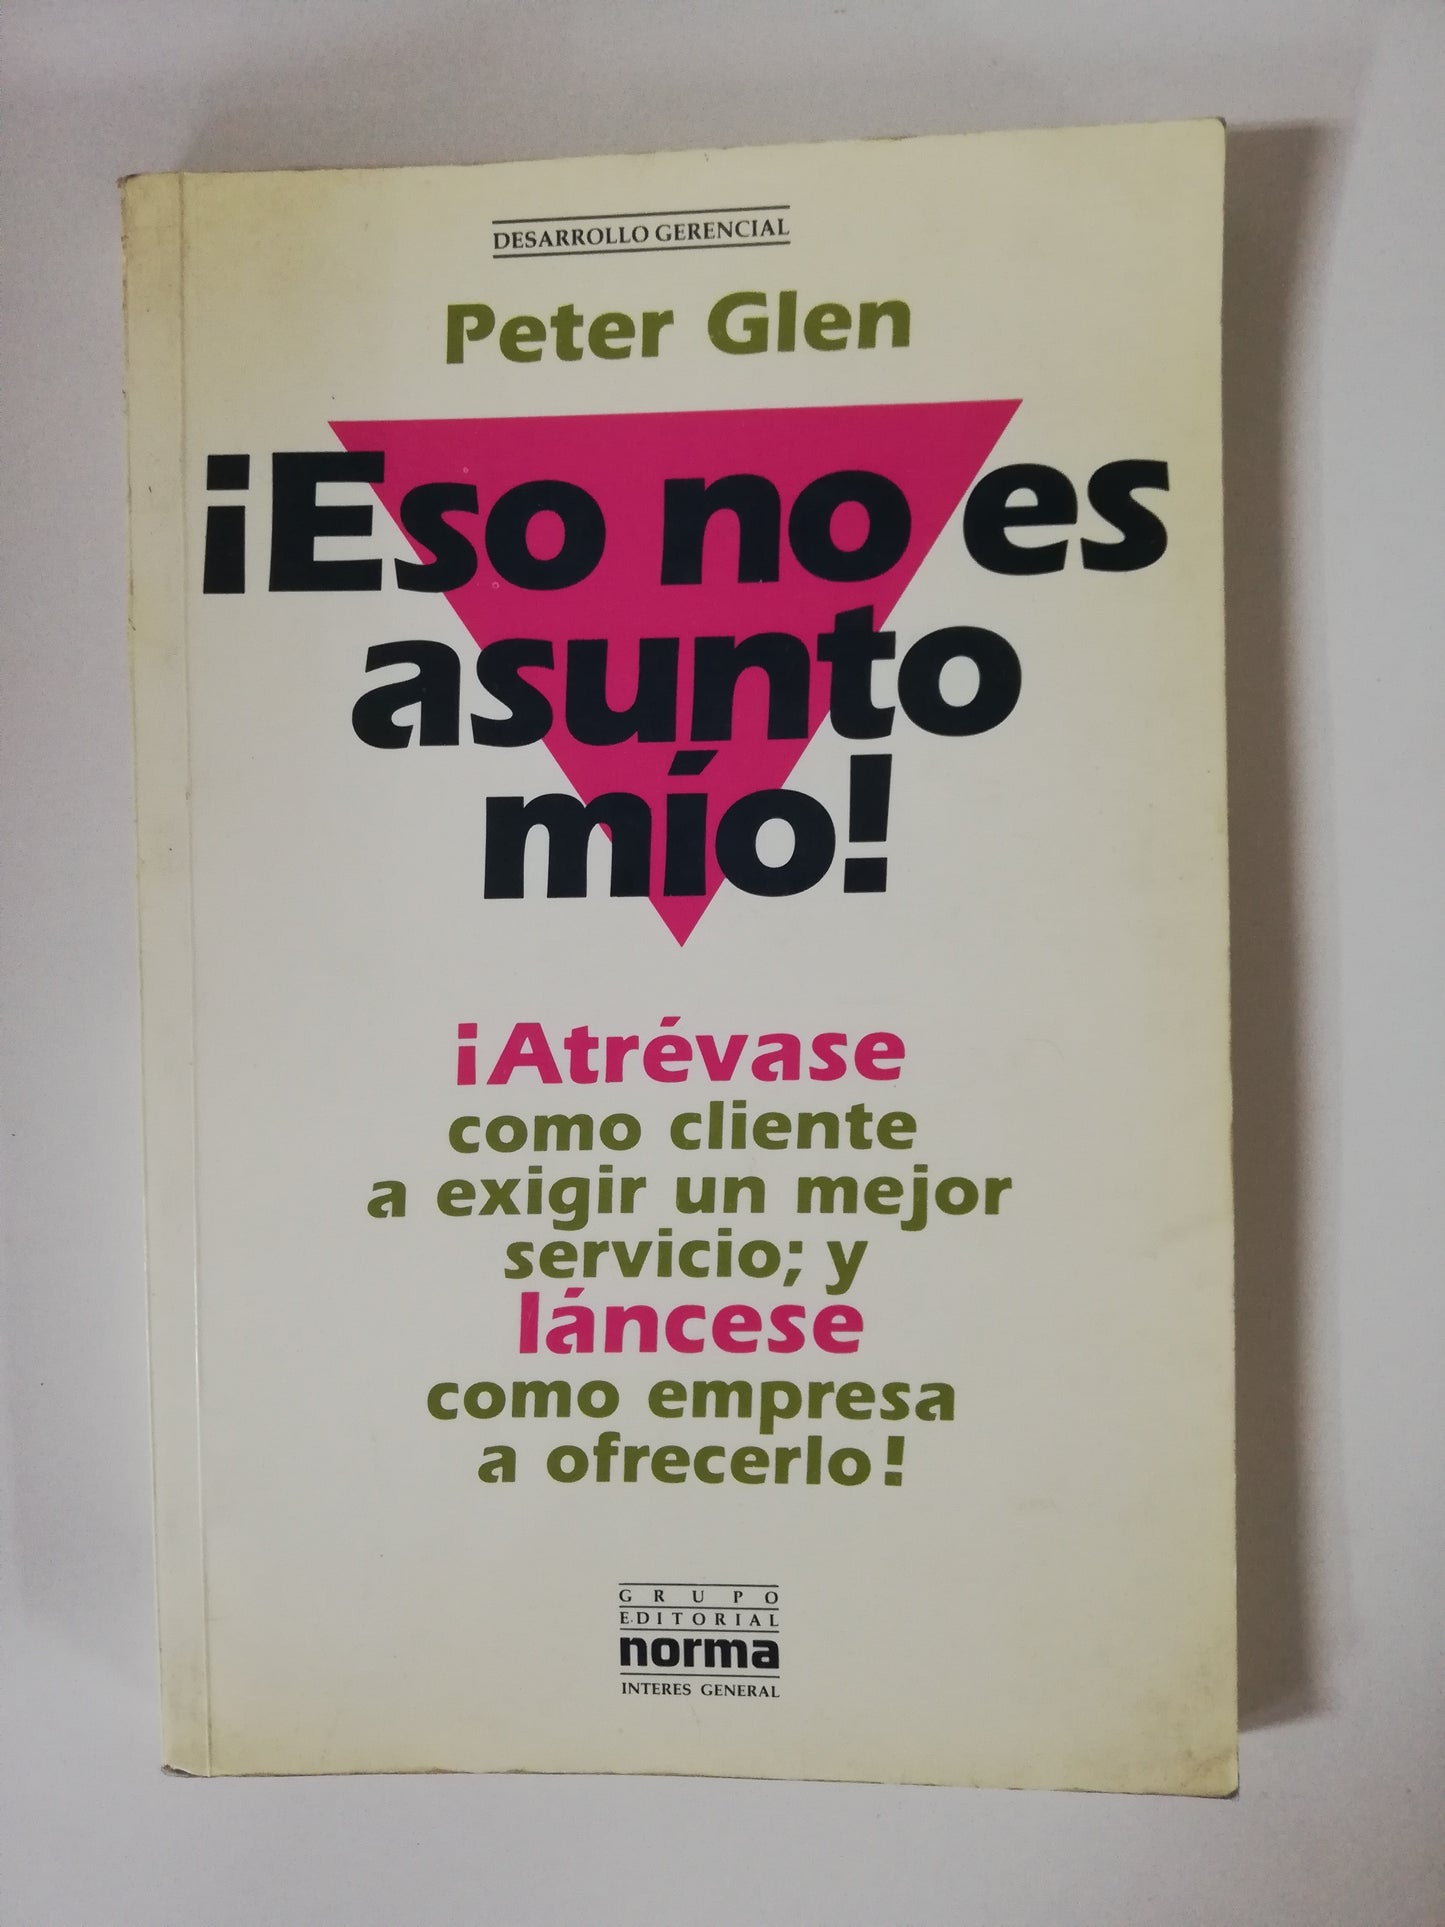 DESARROLLO GERENCIAL
Peter Glen
¡Eso no es
asunto
mío!
¡Atrévase
como cliente
a exigir un mejor
servicio; y
láncese
como empresa
a ofrecerlo!
GRUPO
EDITORIAL
norma
INTERES GENERAL